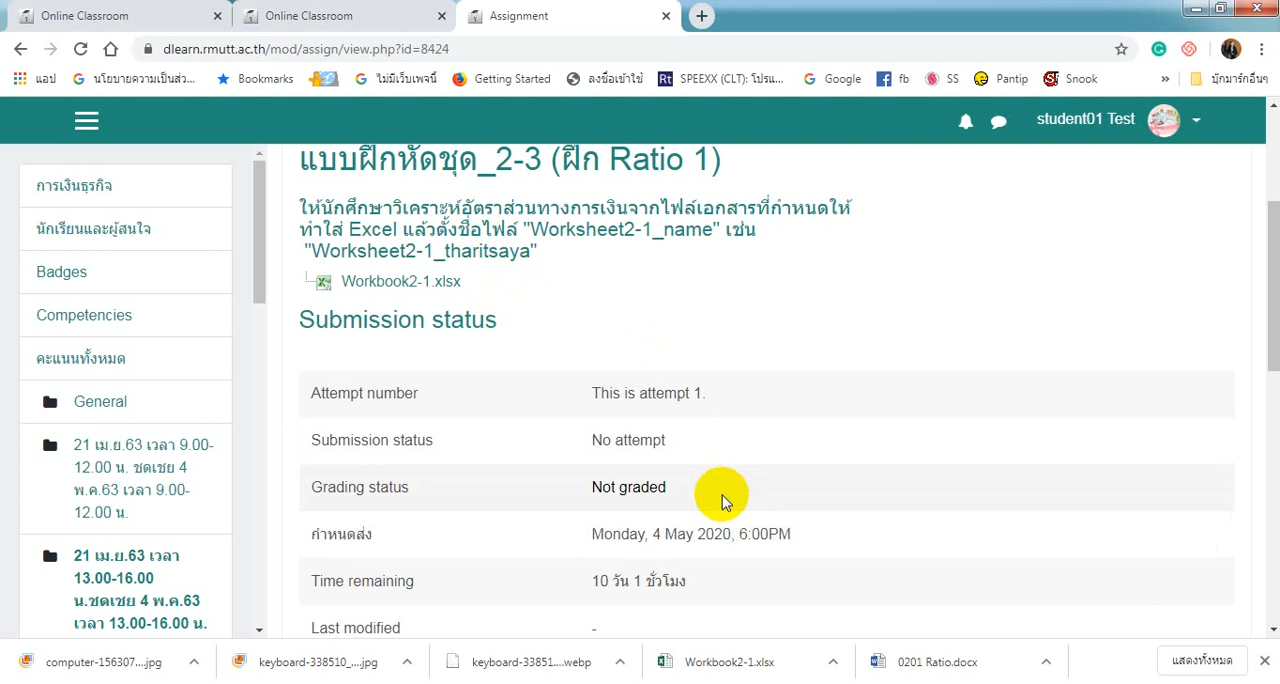 Online Classroom
Online Classroom
Assignment
dlearn.rmutt.ac.th/mod/assign/view.php?id=8424
แอป
นโยบายความเป็นส่ว...
Bookmarks
ไม่มีเว็บเพจนี้
Getting Started
ลงชื่อเข้าใช้
SPEEXX (CLT): โปรแ...
Google
fb
SS
Pantip
Snook
»
บุ๊กมาร์กอื่นๆ
student01 Test
การเงินธุรกิจ
นักเรียนและผู้สนใจ
Badges
Competencies
คะแนนทั้งหมด
General
21 เม.ย.63 เวลา 9.00-
12.00 น. ชดเชย 4
พ.ค.63 เวลา 9.00-
12.00 น.
21 เม.ย.63 เวลา
13.00-16.00
น.ชดเชย 4 พ.ค.63
เวลา 13.00-16.00 น.
แบบฝึกหัดชุด_2-3 (ฝึก Ratio 1)
ให้นักศึกษาวิเคราะห์อัตราส่วนทางการเงินจากไฟล์เอกสารที่กำหนดให้
ทำใส่ Excel แล้วตั้งชื่อไฟล์ "Worksheet2-1_name" เช่น
"Worksheet2-1_tharitsaya"
Workbook2-1.xlsx
Submission status
Attempt number This is attempt 1.
Submission status No attempt
Grading status Not graded
กำหนดส่ง Monday, 4 May 2020, 6:00PM
Time remaining 10 วัน 1 ชั่วโมง
Last modified -
computer-156307...jpg
keyboard-338510_....jpg
keyboard-33851....webp
Workbook2-1.xlsx
0201 Ratio.docx
แสดงทั้งหมด